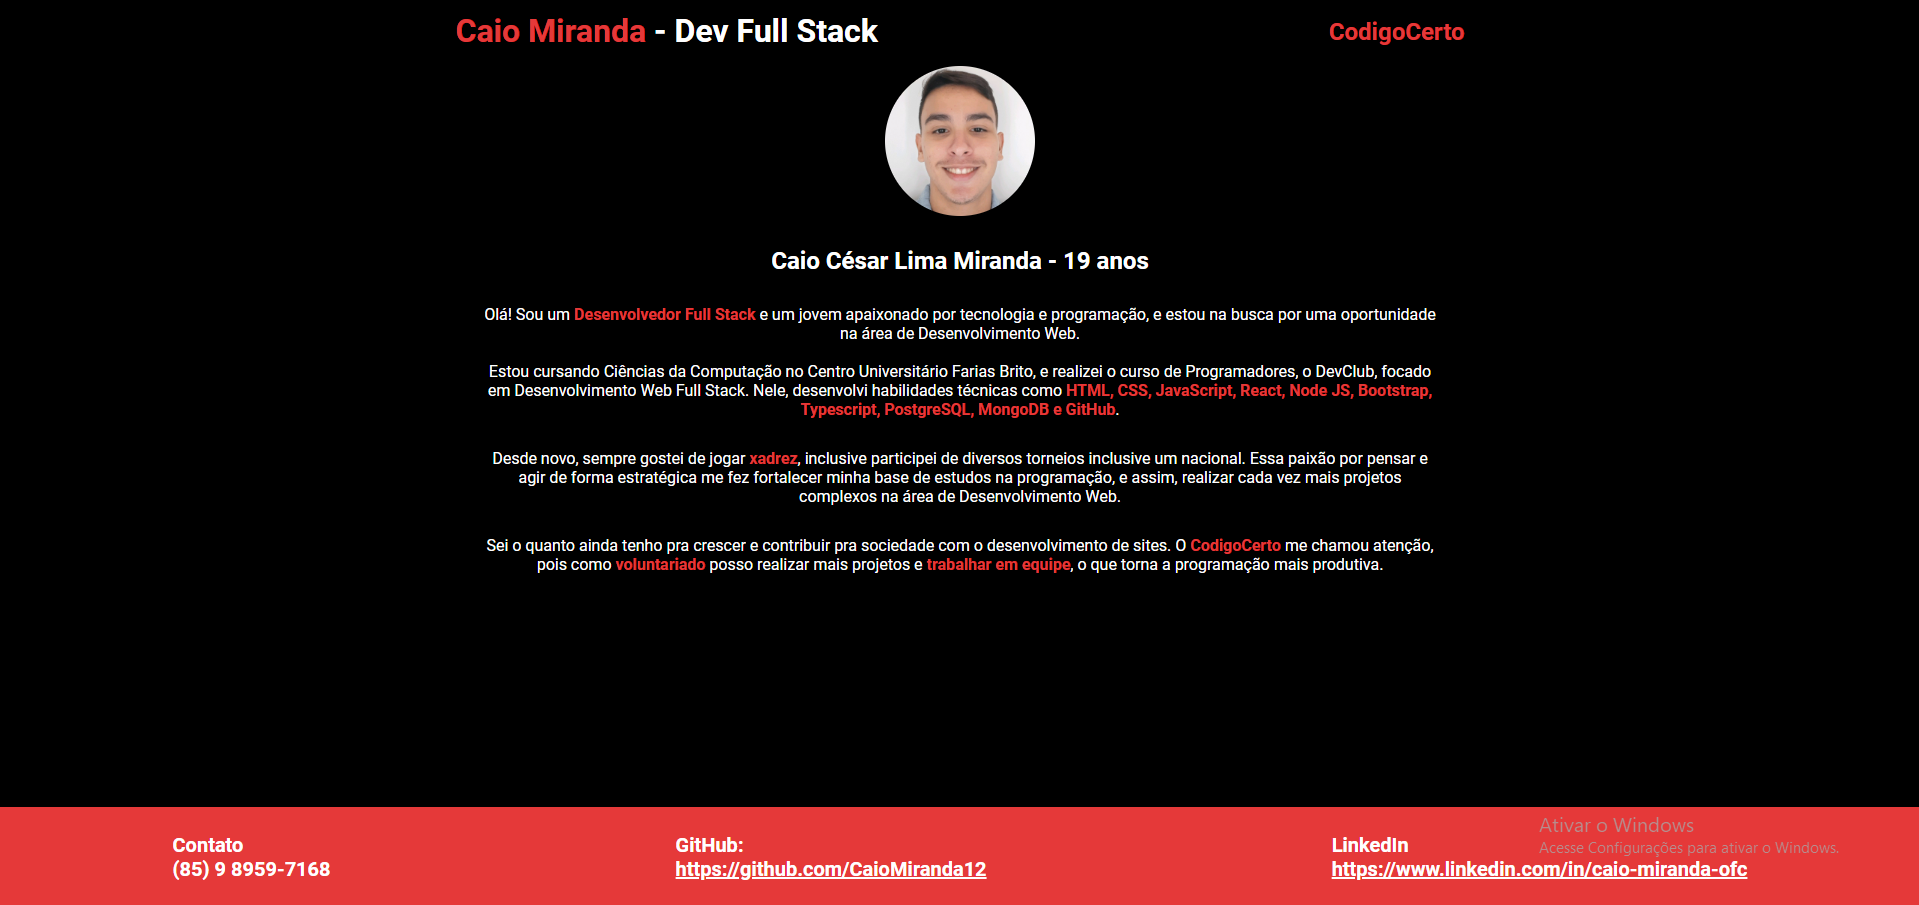 Caio Miranda - Dev Full Stack
CodigoCerto
Caio César Lima Miranda - 19 anos
Olá! Sou um Desenvolvedor Full Stack e um jovem apaixonado por tecnologia e programação, e estou na busca por uma oportunidade
na área de Desenvolvimento Web.
Estou cursando Ciências da Computação no Centro Universitário Farias Brito, e realizei o curso de Programadores, o DevClub, focado
em Desenvolvimento Web Full Stack. Nele, desenvolvi habilidades técnicas como HTML, CSS, JavaScript, React, Node JS, Bootstrap,
Typescript, PostgreSQL, MongoDB e GitHub.
Desde novo, sempre gostei de jogar xadrez, inclusive participei de diversos torneios inclusive um nacional. Essa paixão por pensar e
agir de forma estratégica me fez fortalecer minha base de estudos na programação, e assim, realizar cada vez mais projetos
complexos na área de Desenvolvimento Web.
Sei o quanto ainda tenho pra crescer e contribuir pra sociedade com o desenvolvimento de sites. O CodigoCerto me chamou atenção,
pois como voluntariado posso realizar mais projetos e trabalhar em equipe, o que torna a programação mais produtiva.
Contato
(85) 9 8959-7168
GitHub:
https://github.com/CaioMiranda12
LinkedIn
https://www.linkedin.com/in/caio-miranda-ofc
Ativar o Windows
Acesse Configurações para ativar o Windows.